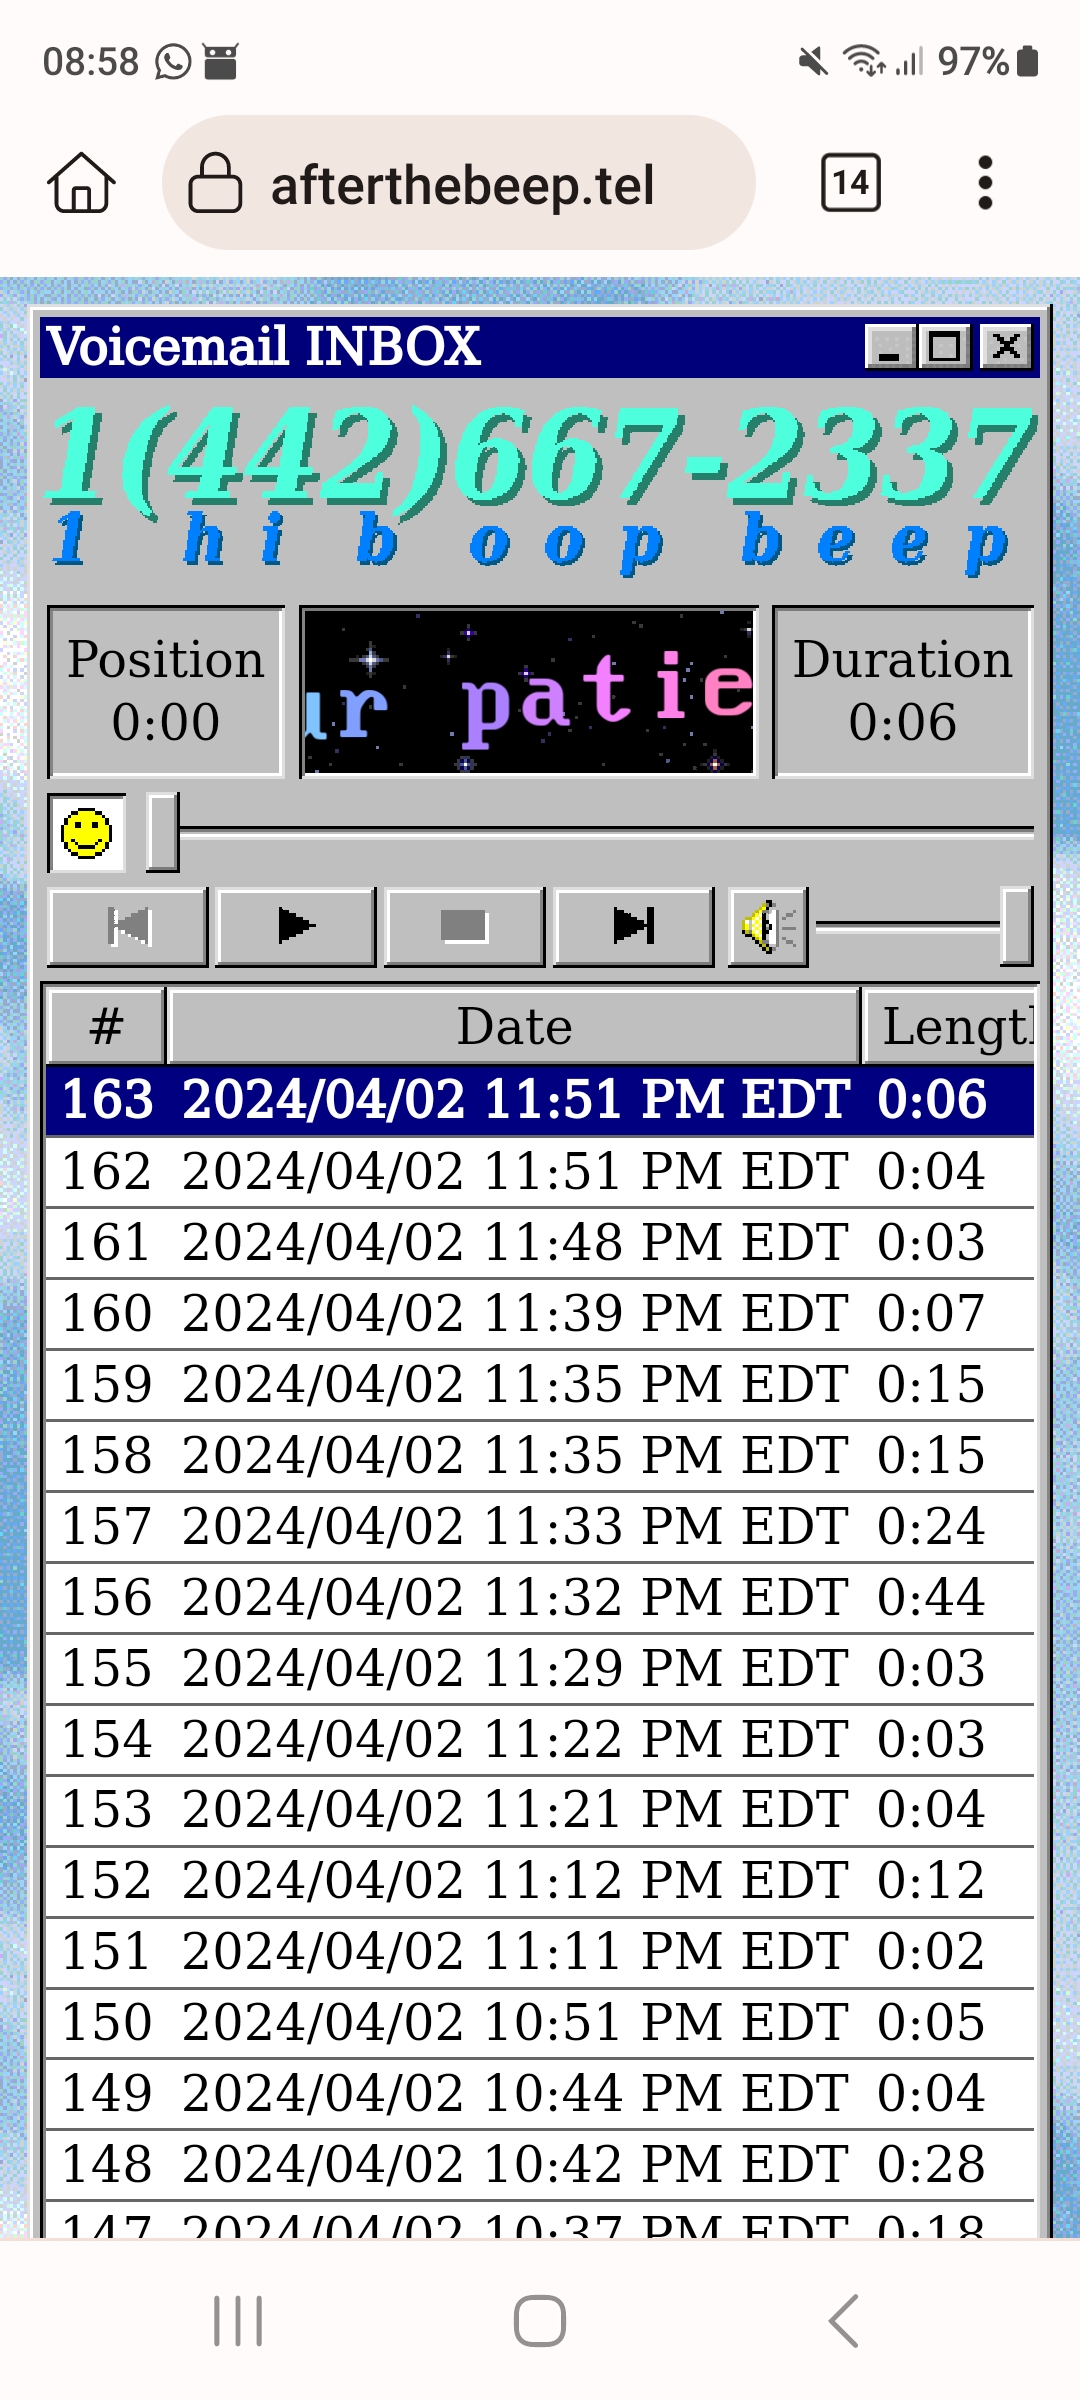 08:58 97%
afterthebeep.tel 14
Voicemail INBOX
1(442)667-2337
1 hi boop beep
Position
0:00
patie
Duration
0:06
# Date Lengt
163 2024/04/02 11:51 PM EDT 0:06
162 2024/04/02 11:51 PM EDT 0:04
161 2024/04/02 11:48 PM EDT 0:03
160 2024/04/02 11:39 PM EDT 0:07
159 2024/04/02 11:35 PM EDT 0:15
158 2024/04/02 11:35 PM EDT 0:15
157 2024/04/02 11:33 PM EDT 0:24
156 2024/04/02 11:32 PM EDT 0:44
155 2024/04/02 11:29 PM EDT 0:03
154 2024/04/02 11:22 PM EDT 0:03
153 2024/04/02 11:21 PM EDT 0:04
152 2024/04/02 11:12 PM EDT 0:12
151 2024/04/02 11:11 PM EDT 0:02
150 2024/04/02 10:51 PM EDT 0:05
149 2024/04/02 10:44 PM EDT 0:04
148 2024/04/02 10:42 PM EDT 0:28
147 2024/04/02 10:37 PM EDT 0:18